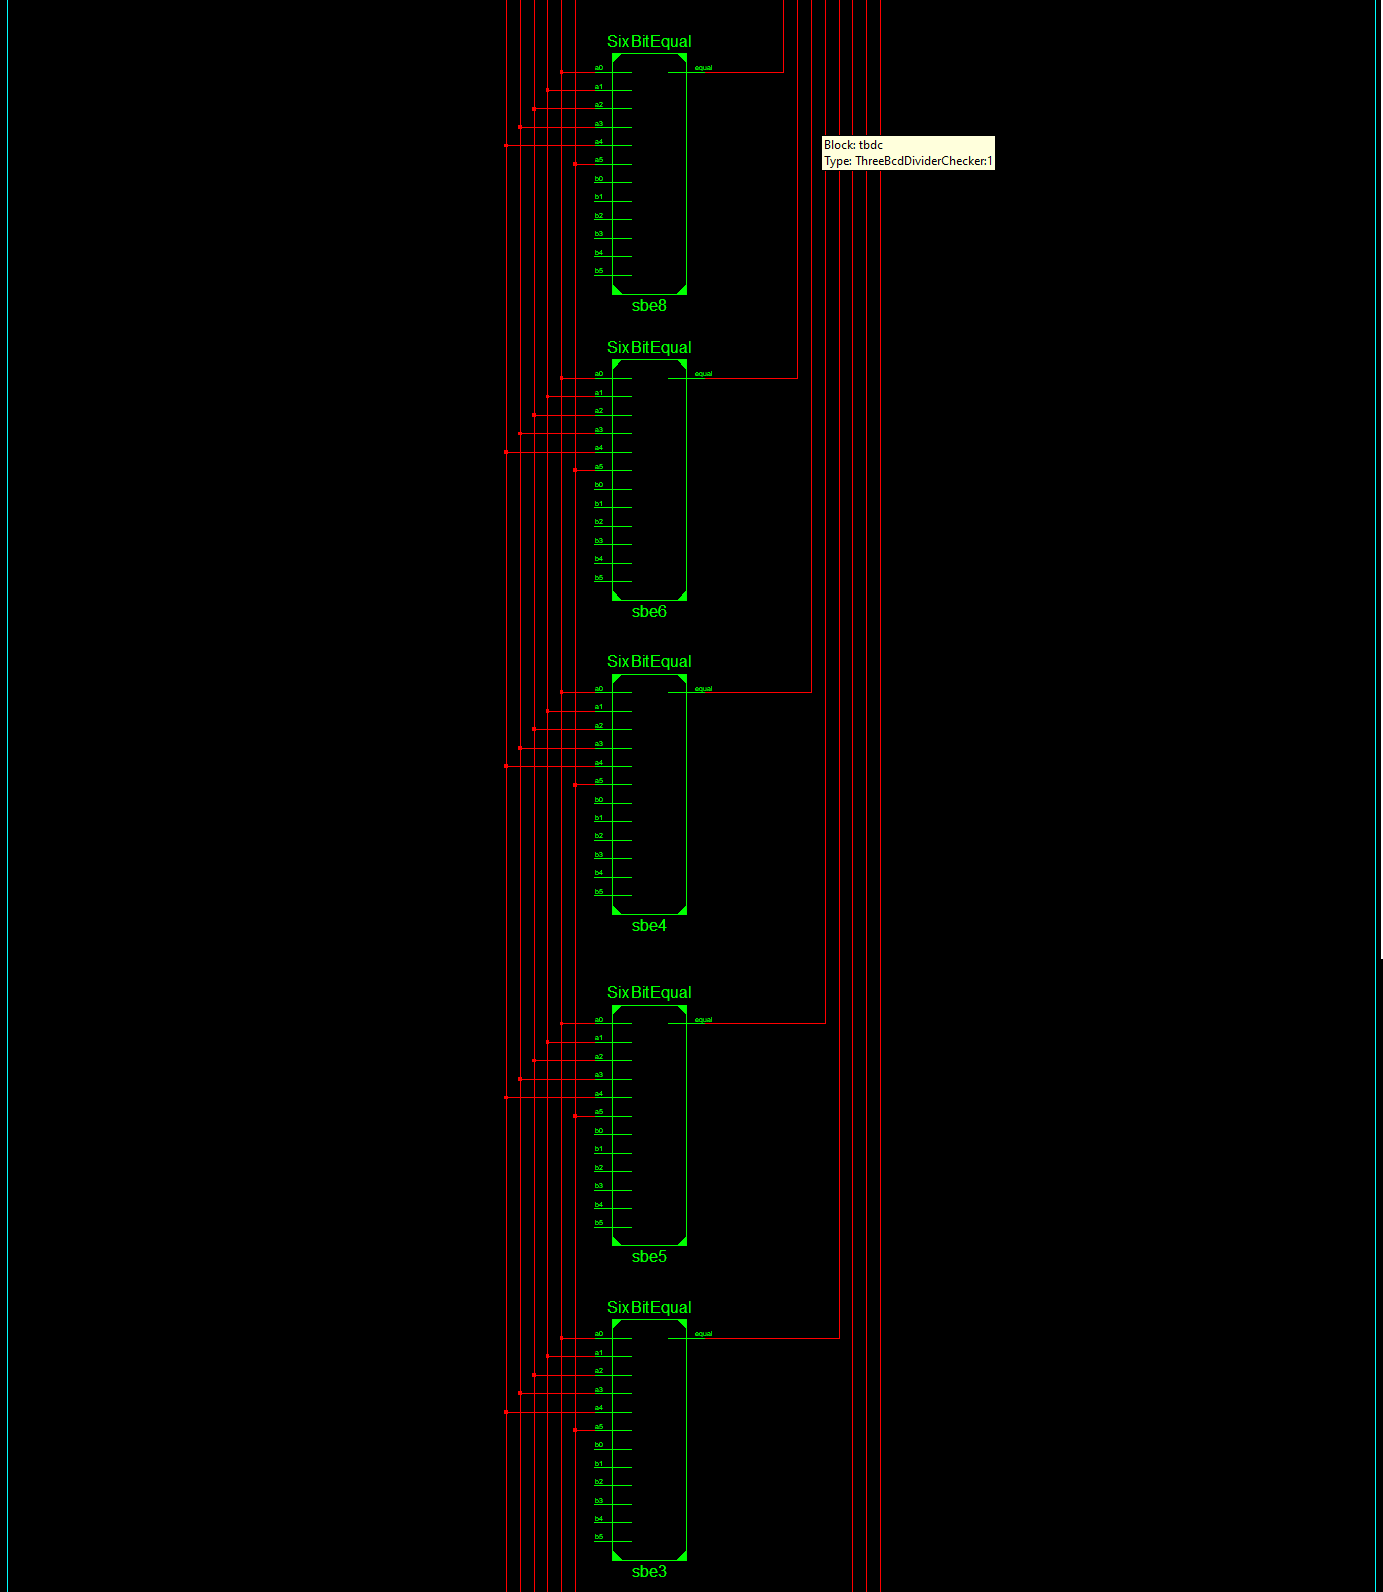 SixBitEqual
a0
equal
a1
a2
a3
a4
a5
b0
b1
b2
b3
b4
b5
sbe8
Block: tbdc
Type: ThreeBcdDividerChecker:1
SixBitEqual
a0
equal
a1
a2
a3
a4
a5
b0
b1
b2
b3
b4
b5
sbe6
SixBitEqual
a0
equal
a1
a2
a3
a4
a5
b0
b1
b2
b3
b4
b5
sbe4
SixBitEqual
a0
equal
a1
a2
a3
a4
a5
b0
b1
b2
b3
b4
b5
sbe5
SixBitEqual
a0
equal
a1
a2
a3
a4
a5
b0
b1
b2
b3
b4
b5
sbe3